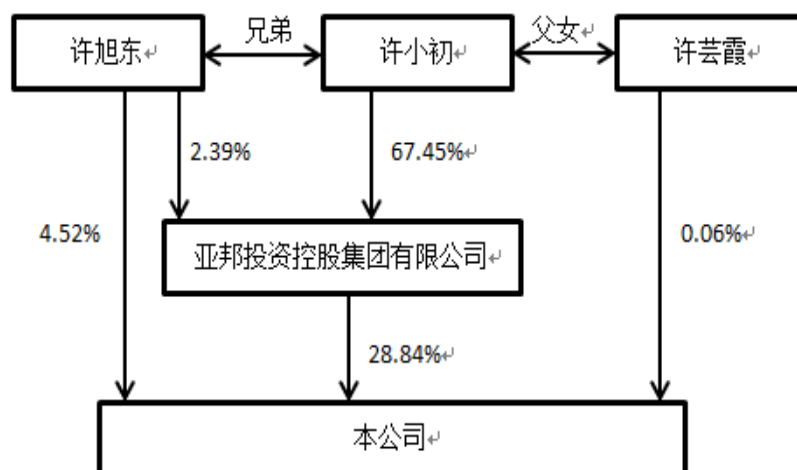 兄弟
父女
许旭东
许小初
许芸霞
2.39%
67.45%
4.52%
0.06%
亚邦投资控股集团有限公司
28.84%
本公司